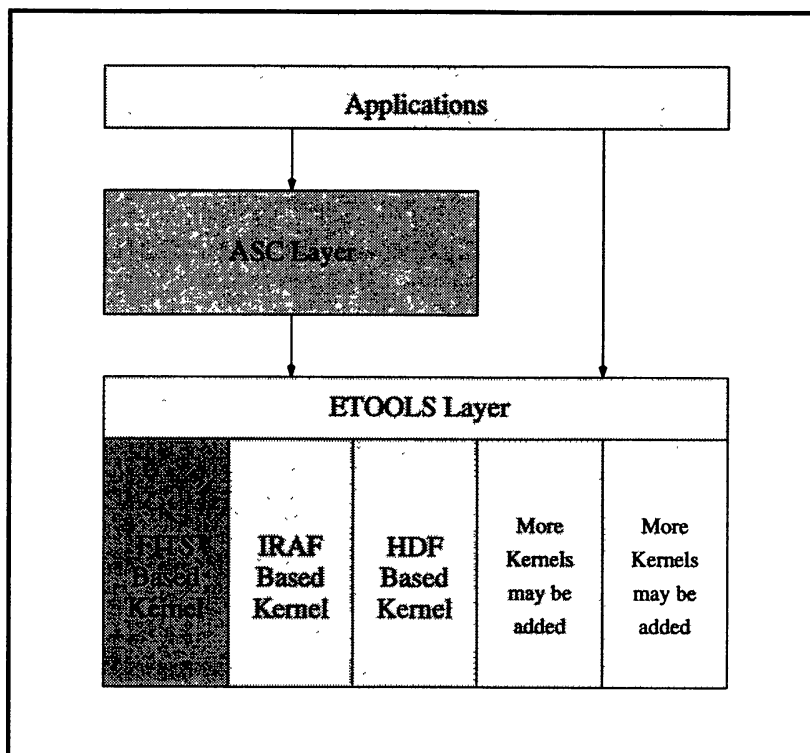 Applications
ASC Layer
ETOOLS Layer
FITS
Based
Kernel
IRAF
Based
Kernel
HDF
Based
Kernel
More
Kernels
may be
added
More
Kernels
may be
added